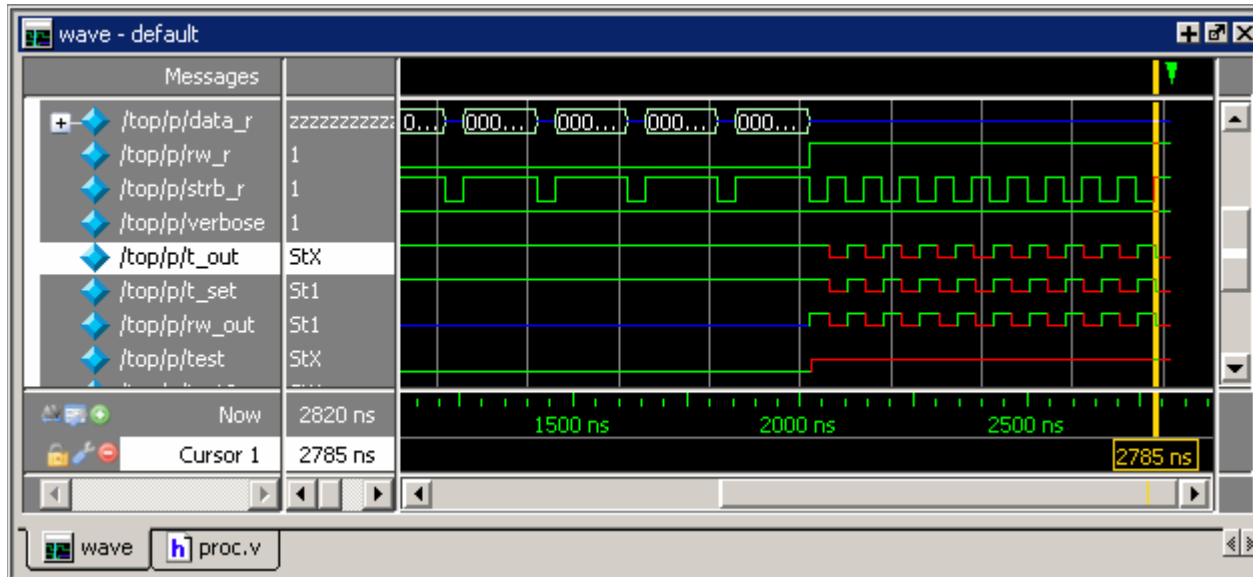 wave - default
Messages
/top/p/data_r zzzzzzzzzzz 0... 000... 000... 000... 000...
/top/p/rw_r 1
/top/p/strb_r 1
/top/p/verbose 1
/top/p/t_out StX
/top/p/t_set St1
/top/p/rw_out St1
/top/p/test StX
Now 2820 ns 1500 ns 2000 ns 2500 ns
Cursor 1 2785 ns 2785 ns
wave h proc.v